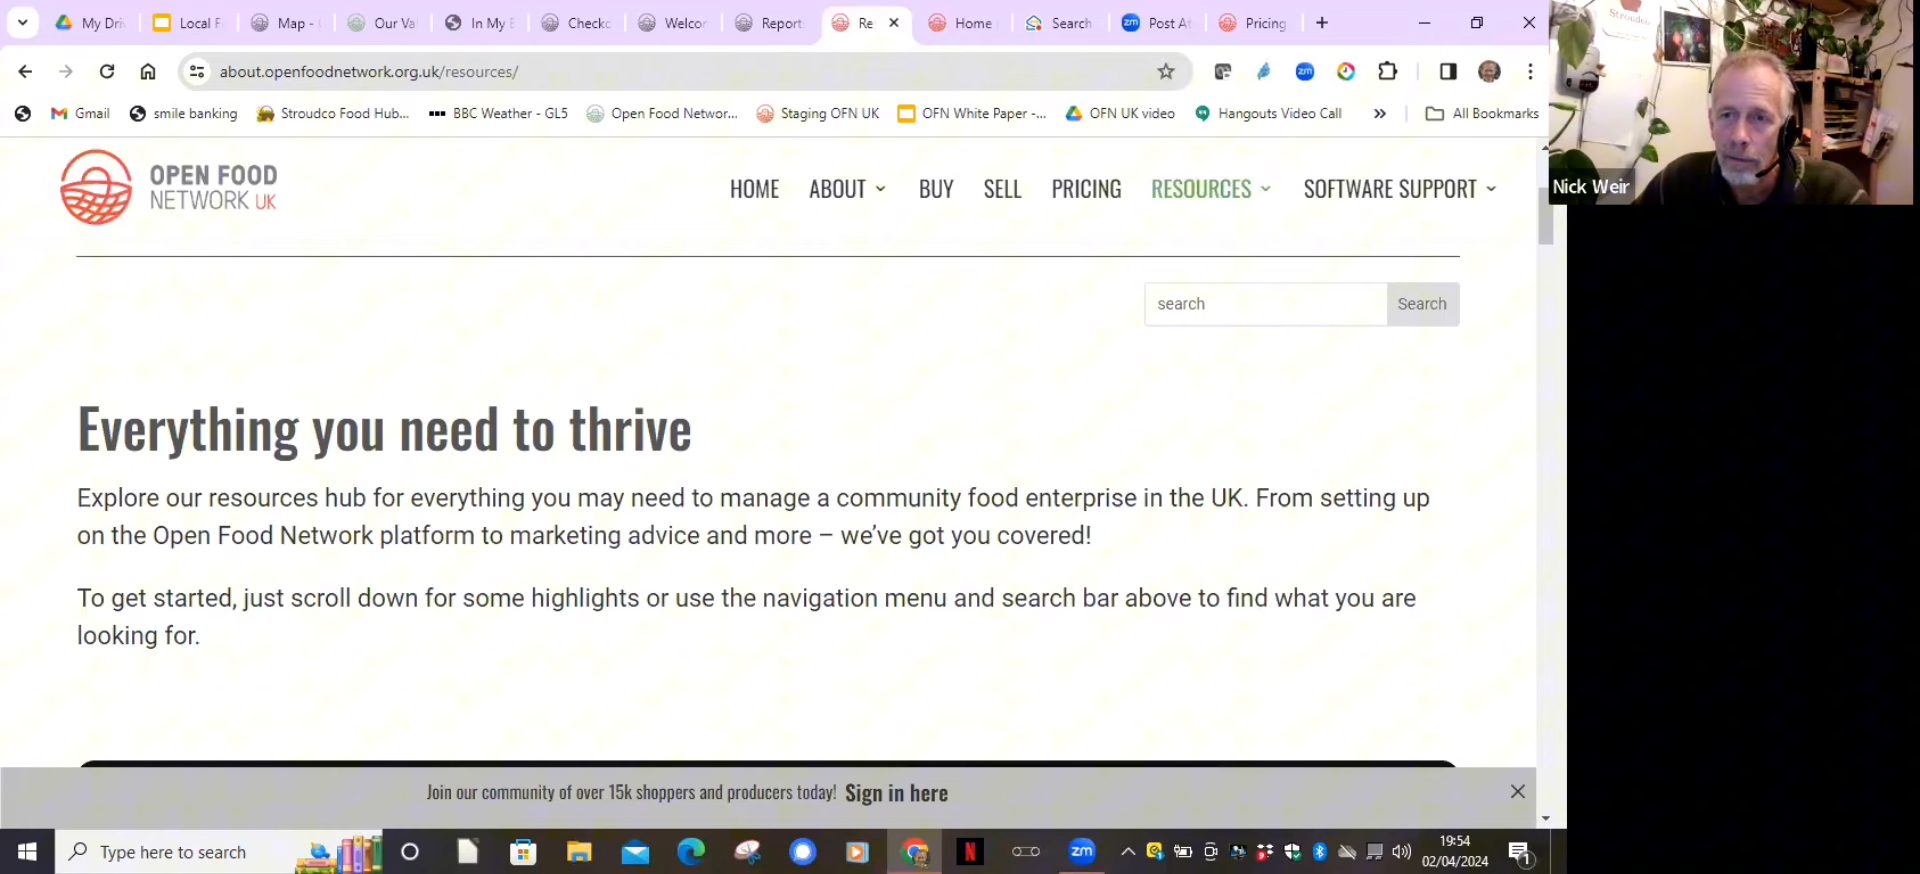 My Dri
Local F
Map -
Our Va
In My E
Checkc
Welcor
Report
Re
Home
Search
zm
Post At
Pricing
about.openfoodnetwork.org.uk/resources/
zm
Gmail
smile banking
Stroudco Food Hub...
BBC Weather - GL5
Open Food Networ...
Staging OFN UK
OFN White Paper -...
OFN UK video
Hangouts Video Call
»
All Bookmarks
Stroudco
Nick Weir
OPEN FOOD
NETWORK UK
HOME
ABOUT
BUY
SELL
PRICING
RESOURCES
SOFTWARE SUPPORT
search
Search
Everything you need to thrive
Explore our resources hub for everything you may need to manage a community food enterprise in the UK. From setting up
on the Open Food Network platform to marketing advice and more – we’ve got you covered!
To get started, just scroll down for some highlights or use the navigation menu and search bar above to find what you are
looking for.
Join our community of over 15k shoppers and producers today! Sign in here
Type here to search
N
zm
19:54
02/04/2024
1